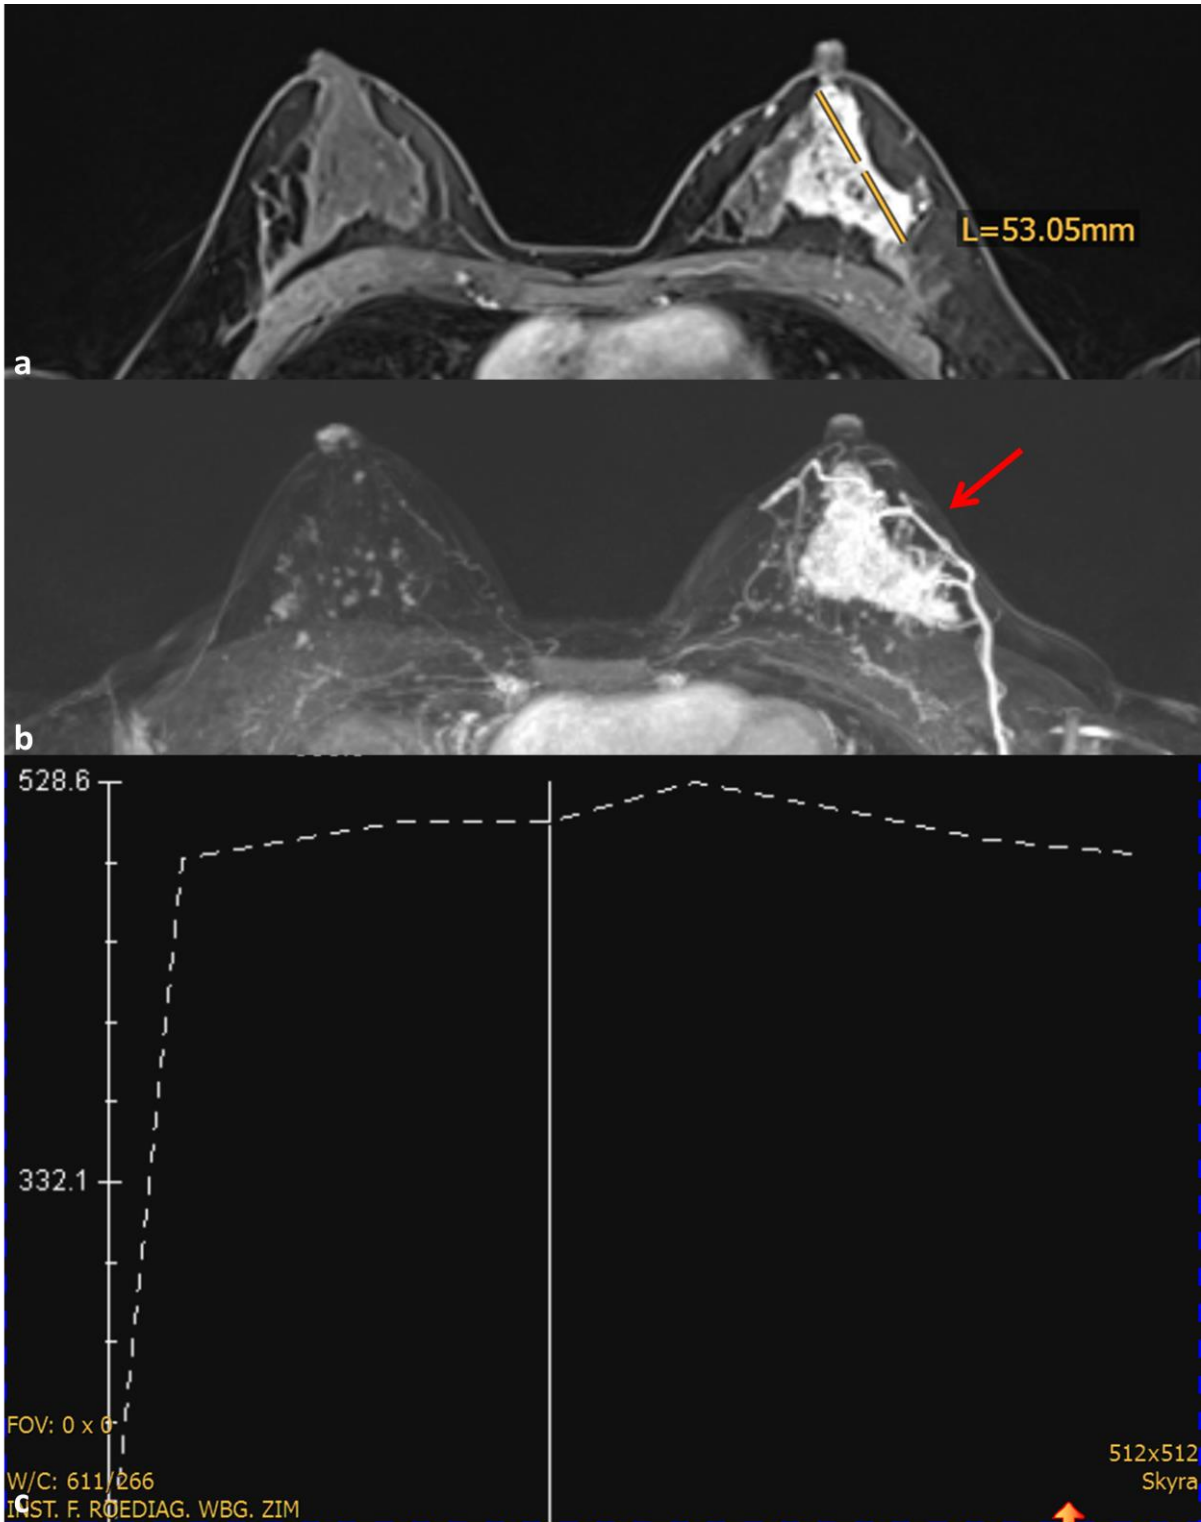 L=53.05mm
a
b
528.6
332.1
FOV: 0 x 0
512x512
W/C: 611/266
Skyra
c
INST. F. ROEDIAG. WBG. ZIM